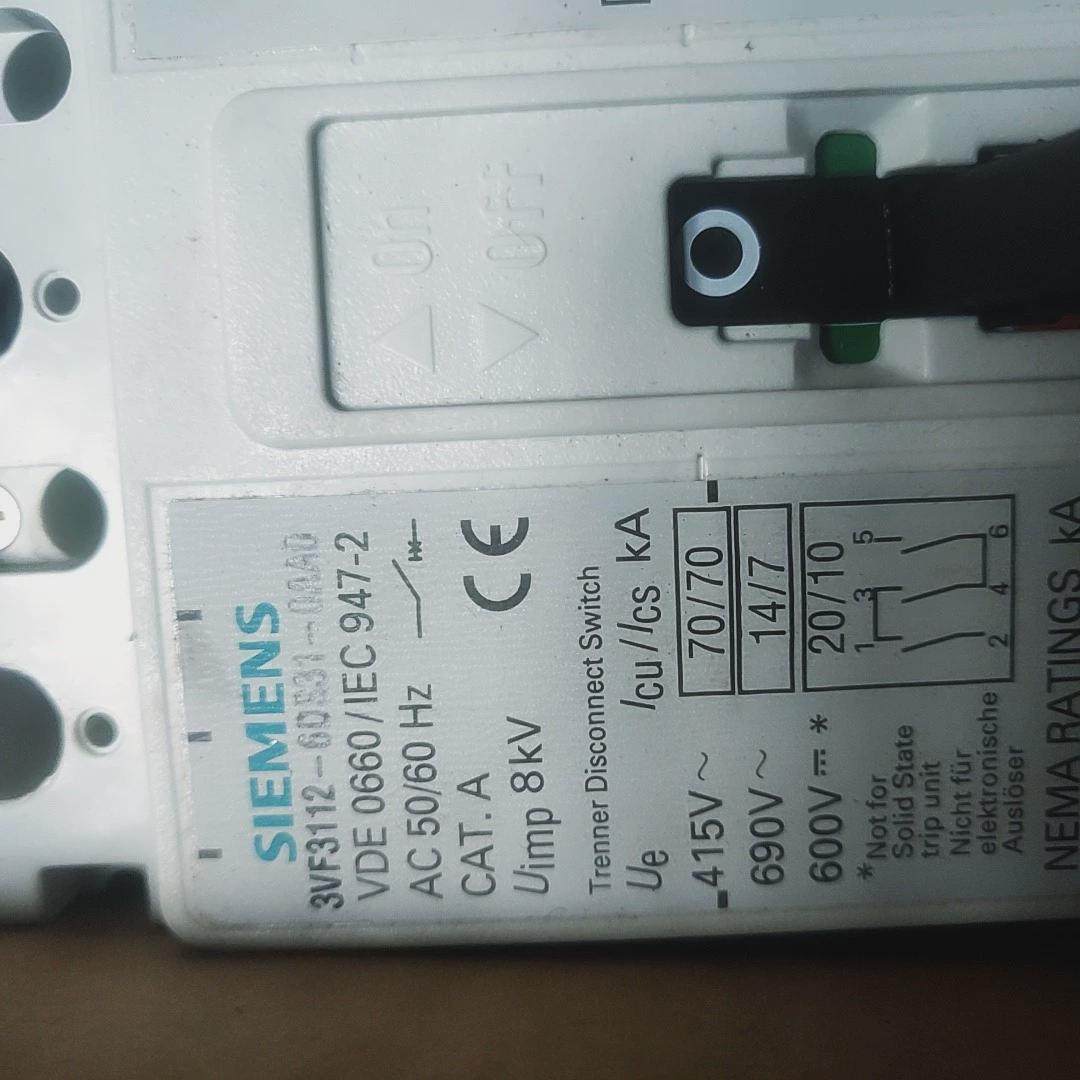 On
Off
SIEMENS
3VF3112-
VDE 0660/IEC 947-2
AC 50/60 Hz
CAT. A CE
Uimp 8kV
Trenner Disconnect Switch
Ue Icu/Ics kA
415V~ 70/70
690V~ 14/7
600V⎓* 20/10
*Not for
Solid State
trip unit
Nicht für
elektronische
Auslöser
1 3 5
2 4 6
NEMA RATINGS kA